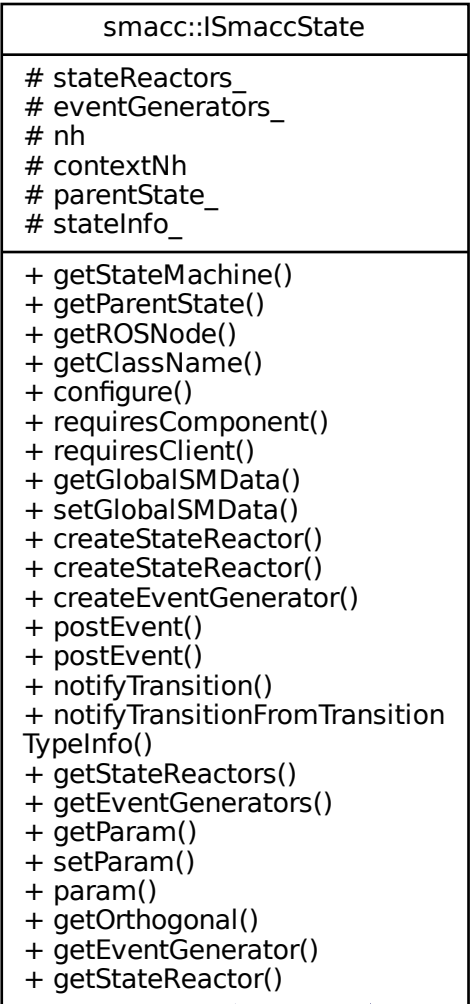 smacc::ISmaccState
# stateReactors_
# eventGenerators_
# nh
# contextNh
# parentState_
# stateInfo_
+ getStateMachine()
+ getParentState()
+ getROSNode()
+ getClassName()
+ configure()
+ requiresComponent()
+ requiresClient()
+ getGlobalSMData()
+ setGlobalSMData()
+ createStateReactor()
+ createStateReactor()
+ createEventGenerator()
+ postEvent()
+ postEvent()
+ notifyTransition()
+ notifyTransitionFromTransition
TypeInfo()
+ getStateReactors()
+ getEventGenerators()
+ getParam()
+ setParam()
+ param()
+ getOrthogonal()
+ getEventGenerator()
+ getStateReactor()